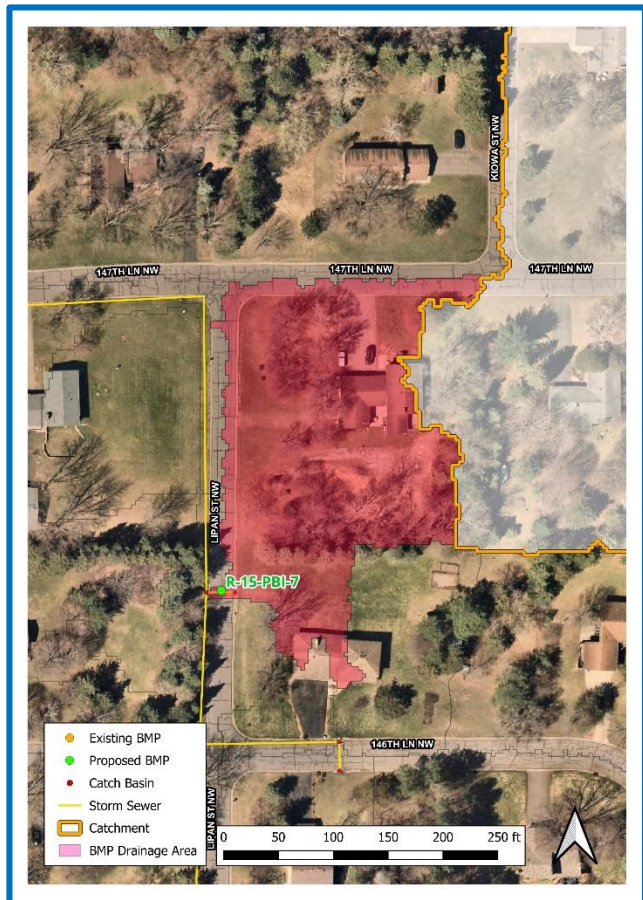 KIOWA ST NW
147TH LN NW
147TH LN NW
147TH LN NW
LIPAN ST NW
R-15-PBI-7
146TH LN NW
LIPAN ST NW
Existing BMP
Proposed BMP
Catch Basin
Storm Sewer
Catchment
BMP Drainage Area
0 50 100 150 200 250 ft